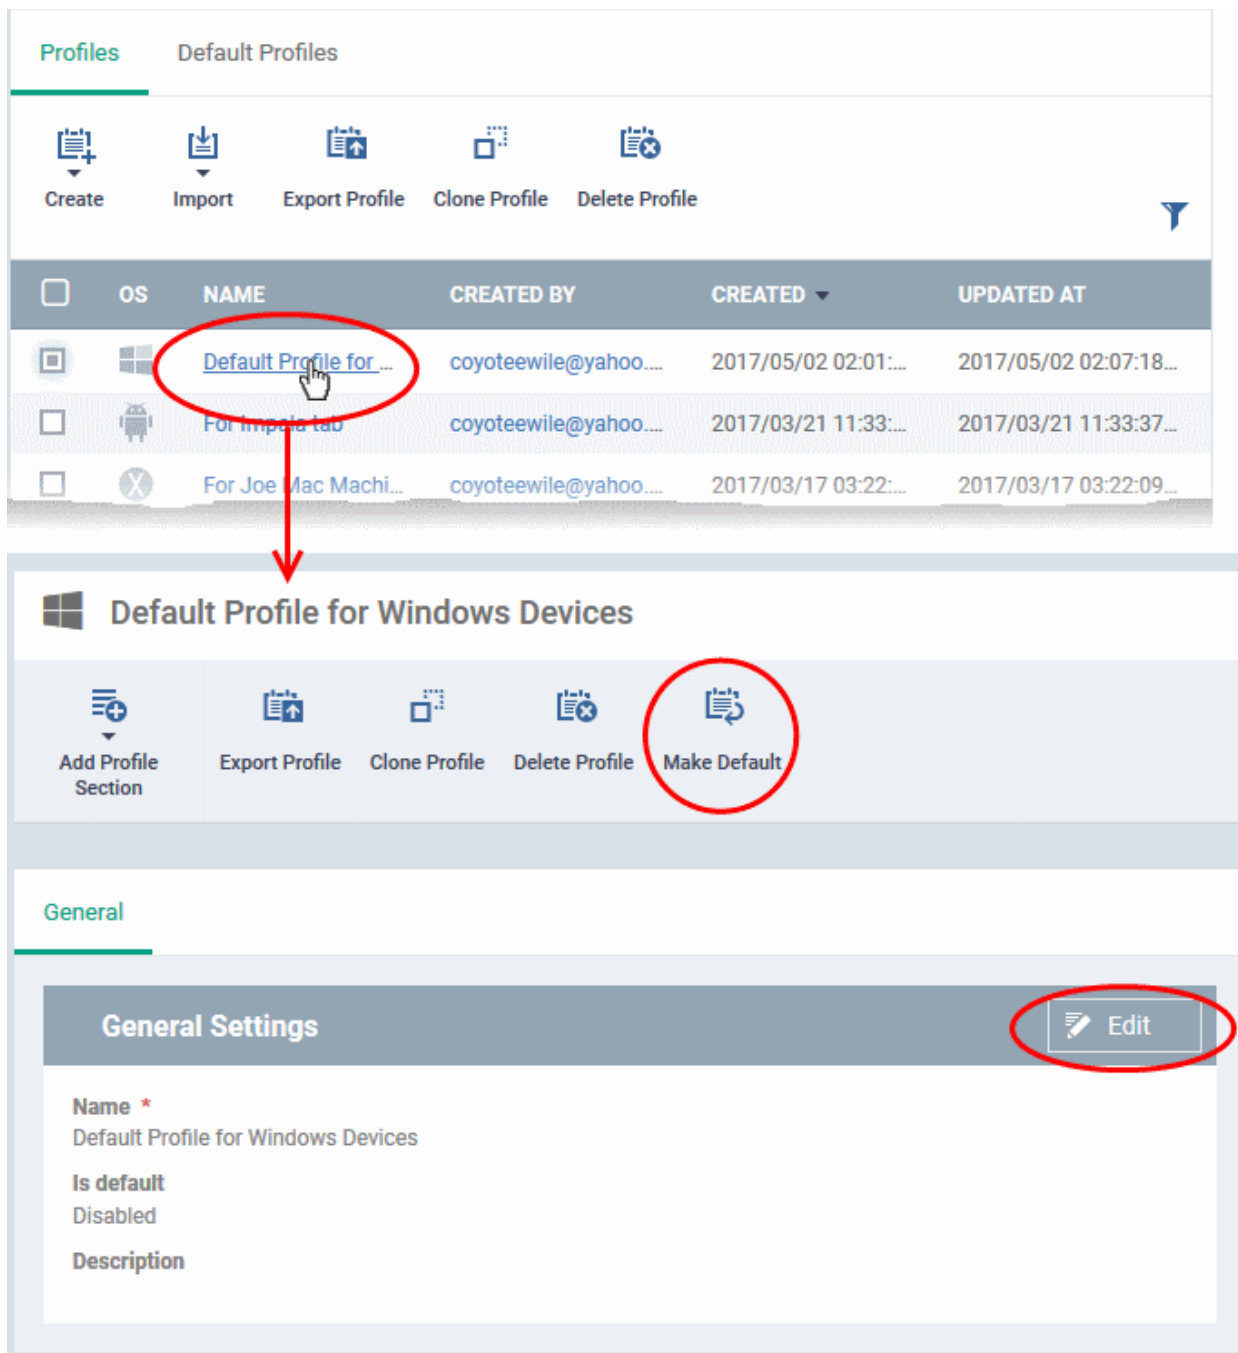 Profiles Default Profiles
Create Import Export Profile Clone Profile Delete Profile
OS NAME CREATED BY CREATED UPDATED AT
Default Profile for ... coyoteewile@yahoo.... 2017/05/02 02:01:... 2017/05/02 02:07:18...
For Impala tab coyoteewile@yahoo.... 2017/03/21 11:33:... 2017/03/21 11:33:37...
For Joe Mac Machi... coyoteewile@yahoo.... 2017/03/17 03:22:... 2017/03/17 03:22:09...
Default Profile for Windows Devices
Add Profile Export Profile Clone Profile Delete Profile Make Default
Section
General
General Settings Edit
Name *
Default Profile for Windows Devices
Is default
Disabled
Description